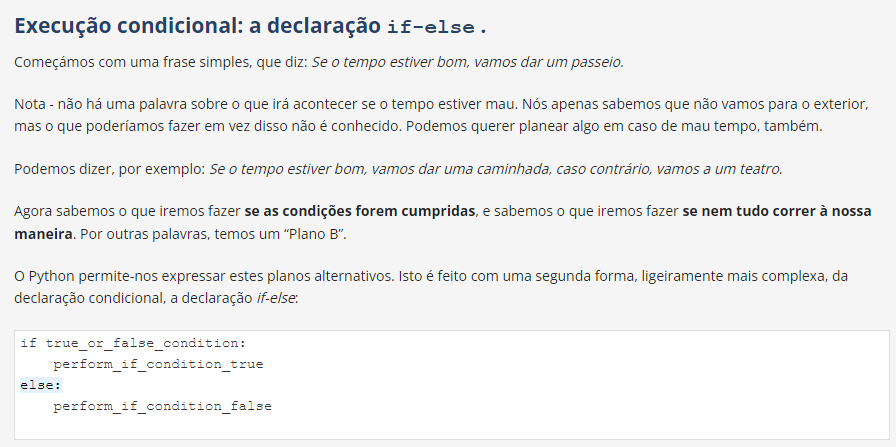 Execução condicional: a declaração if-else .
Começámos com uma frase simples, que diz: Se o tempo estiver bom, vamos dar um passeio.
Nota - não há uma palavra sobre o que irá acontecer se o tempo estiver mau. Nós apenas sabemos que não vamos para o exterior,
mas o que poderíamos fazer em vez disso não é conhecido. Podemos querer planear algo em caso de mau tempo, também.
Podemos dizer, por exemplo: Se o tempo estiver bom, vamos dar uma caminhada, caso contrário, vamos a um teatro.
Agora sabemos o que iremos fazer se as condições forem cumpridas, e sabemos o que iremos fazer se nem tudo correr à nossa
maneira. Por outras palavras, temos um “Plano B”.
O Python permite-nos expressar estes planos alternativos. Isto é feito com uma segunda forma, ligeiramente mais complexa, da
declaração condicional, a declaração if-else:
if true_or_false_condition:
    perform_if_condition_true
else:
    perform_if_condition_false